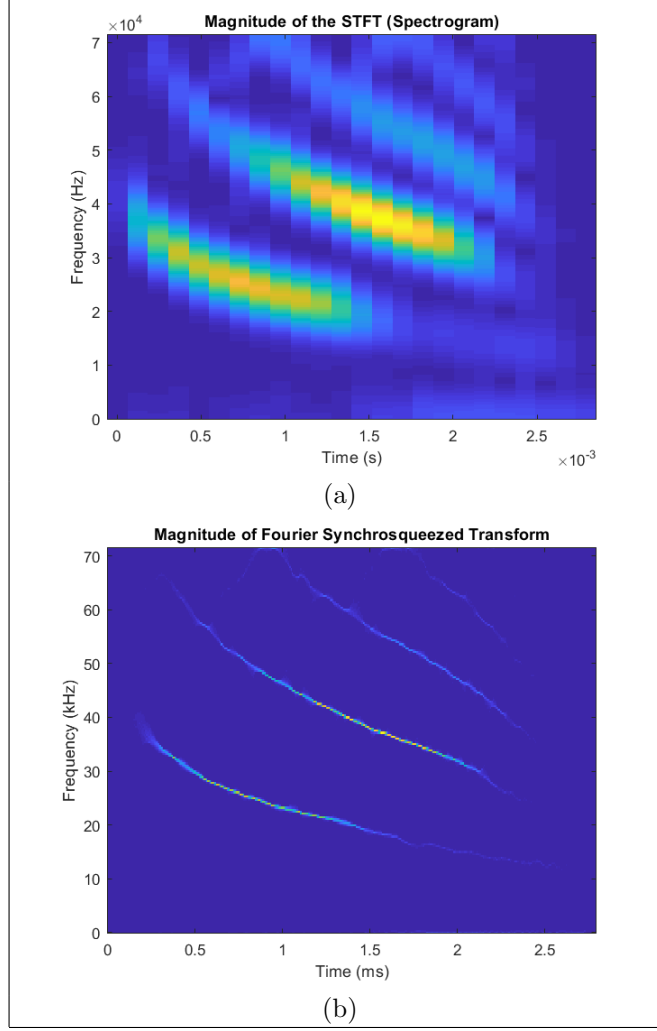 Magnitude of the STFT (Spectrogram)
×10⁴
7
6
5
4
3
2
1
0
Frequency (Hz)
0 0.5 1 1.5 2 2.5
Time (s)
×10⁻³
(a)
Magnitude of Fourier Synchrosqueezed Transform
70
60
50
40
30
20
10
0
Frequency (kHz)
0 0.5 1 1.5 2 2.5
Time (ms)
(b)